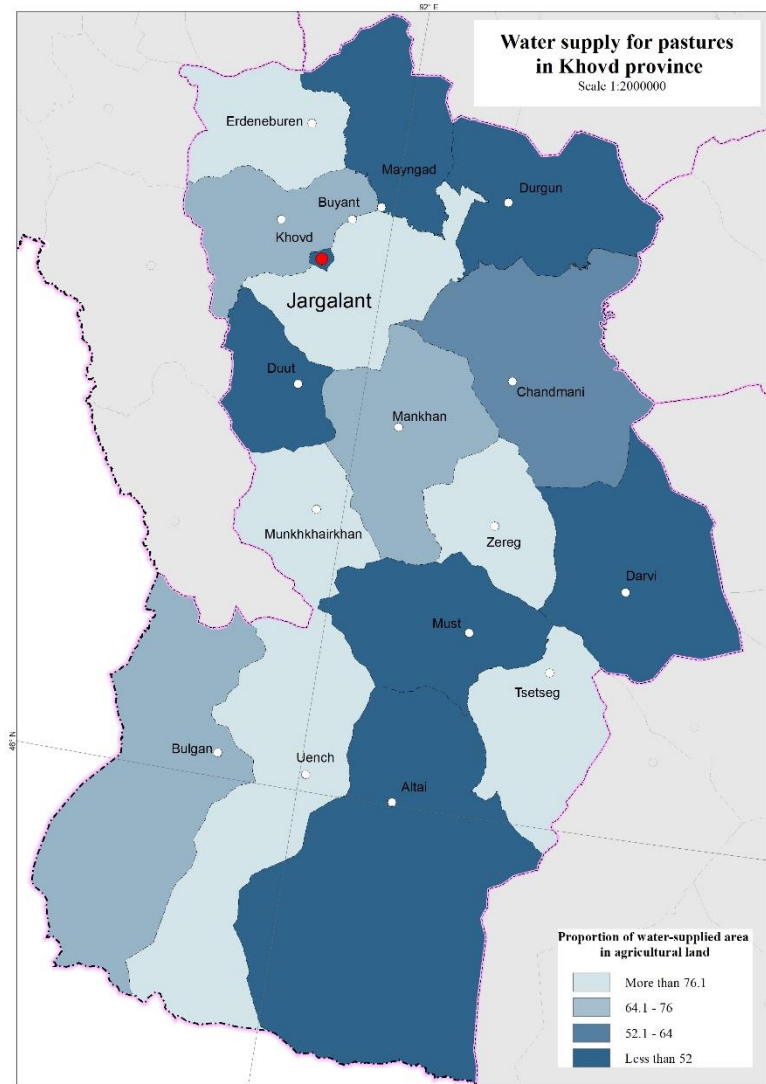 92° E
Water supply for pastures
in Khovd province
Scale 1:2000000
Erdeneburen
Mayngad
Durgun
Buyant
Khovd
Jargalant
Duut
Chandmani
Mankhan
Munkhkhairkhan
Zereg
Darvi
Must
Tsetseg
48° N
Bulgan
Uench
Altai
Proportion of water-supplied area
in agricultural land
More than 76.1
64.1 - 76
52.1 - 64
Less than 52